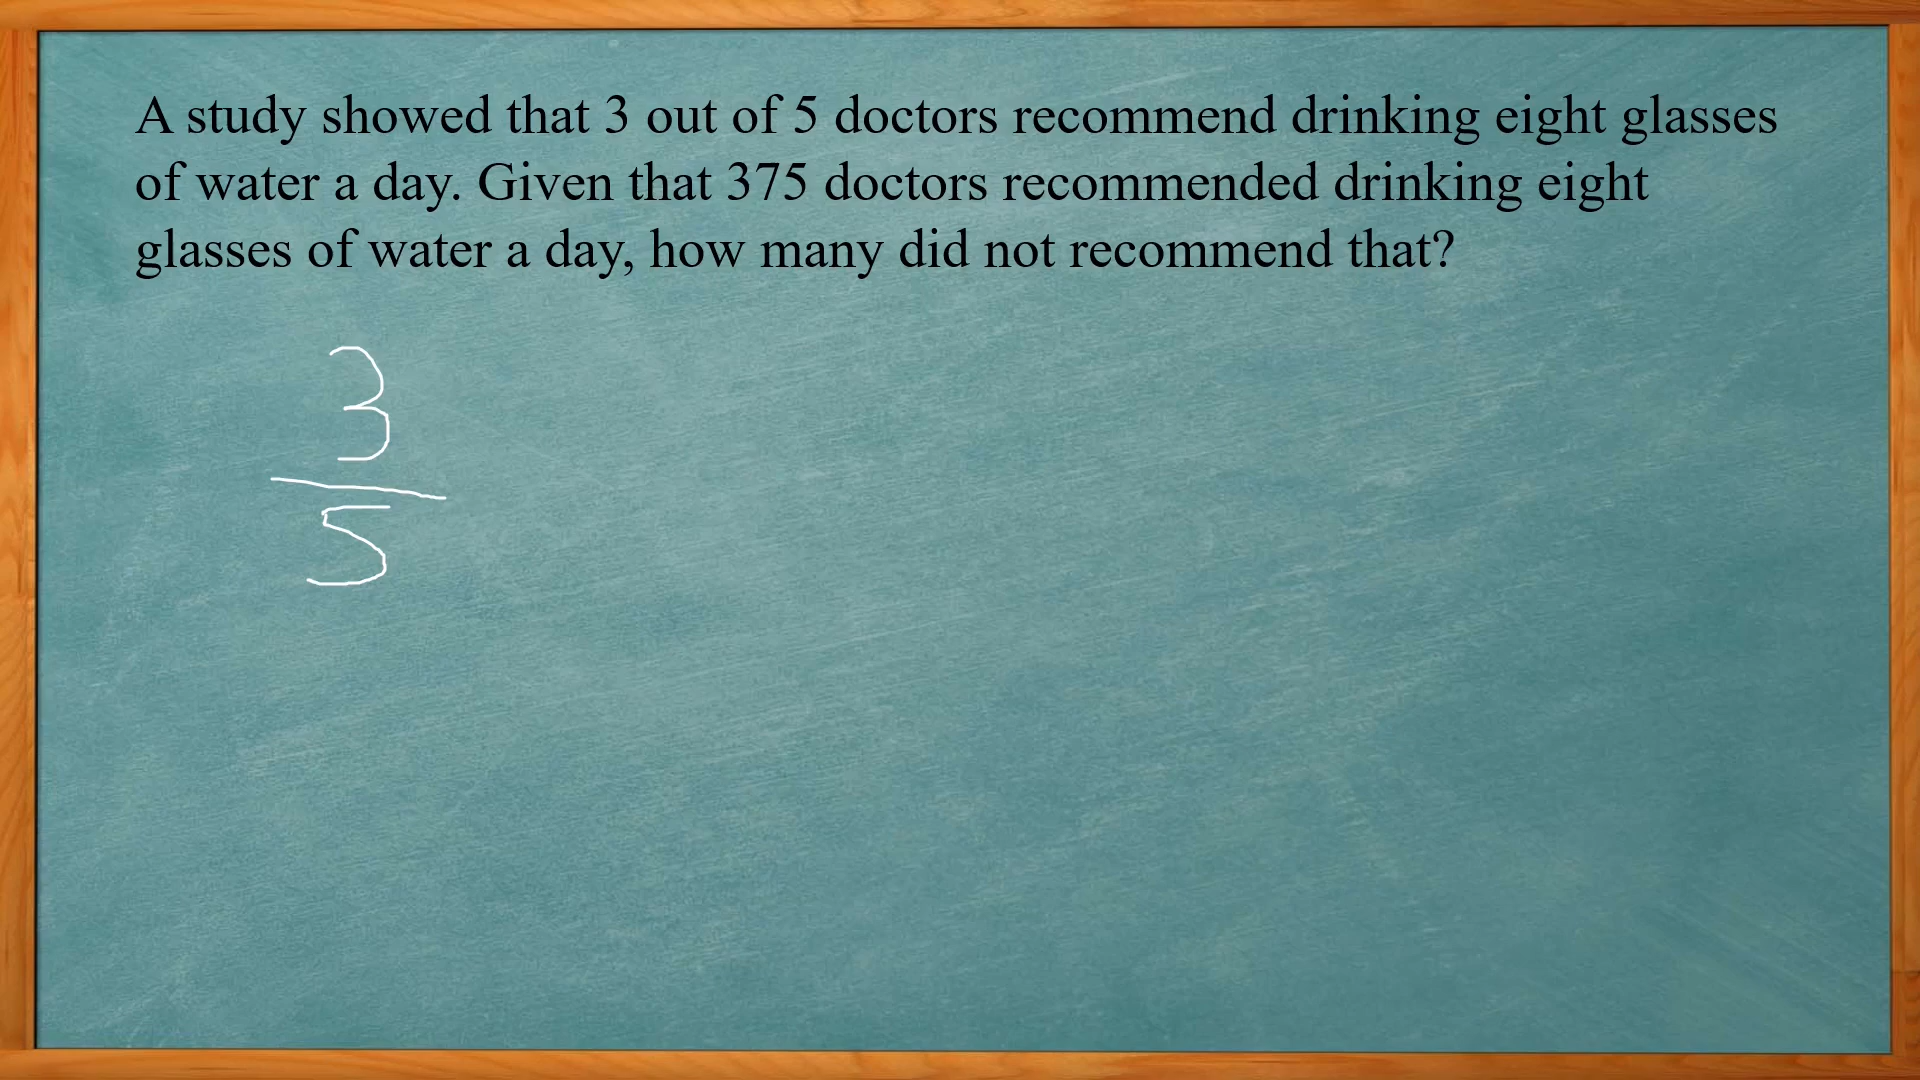 A study showed that 3 out of 5 doctors recommend drinking eight glasses
of water a day. Given that 375 doctors recommended drinking eight
glasses of water a day, how many did not recommend that?
3
5